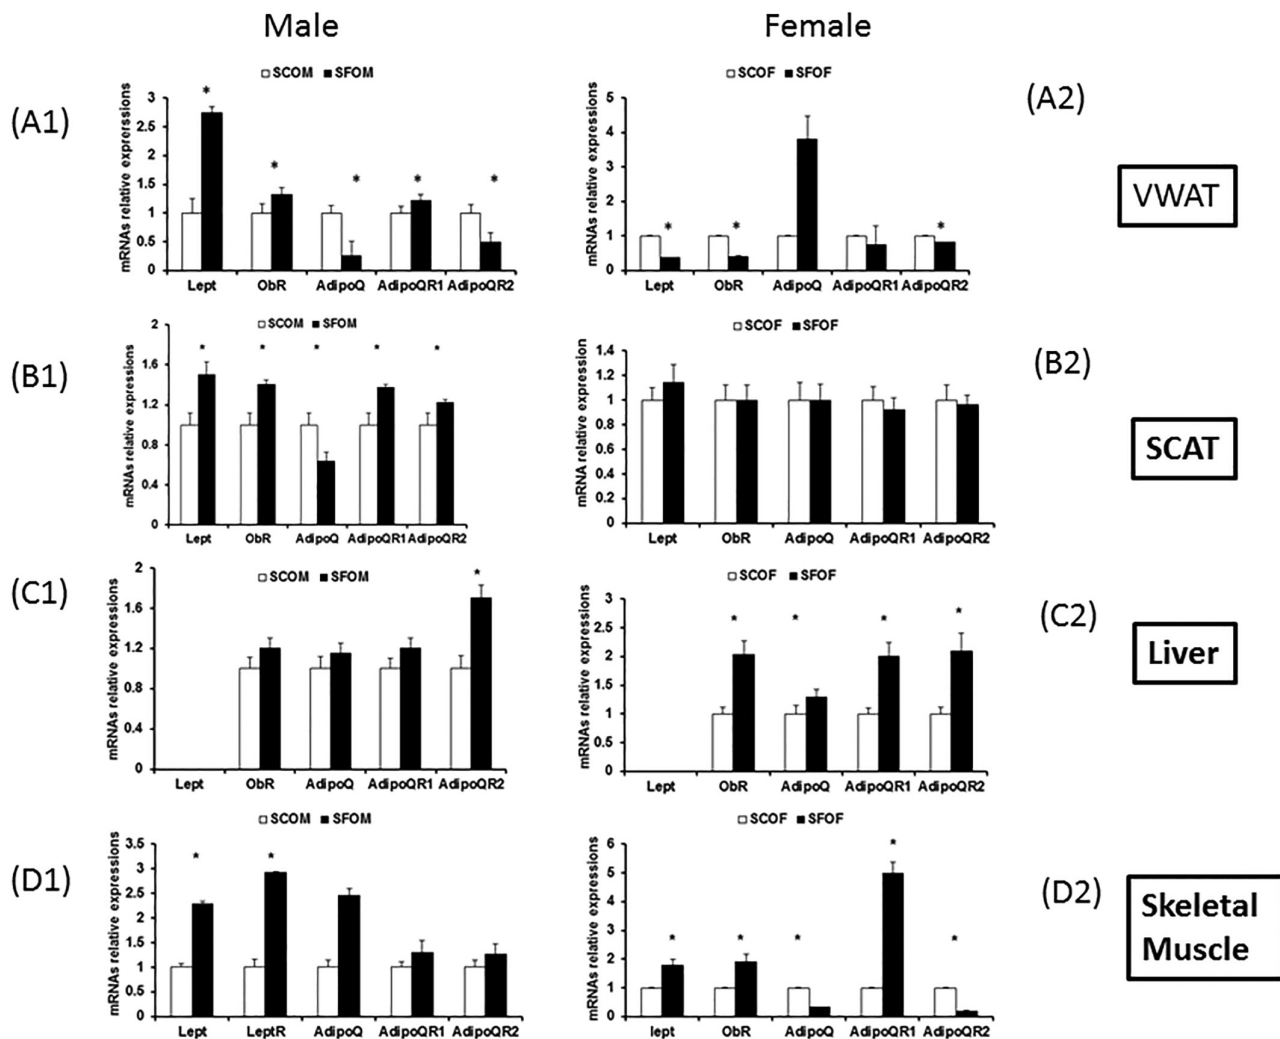 Male
Female
(A1)
□SCOM ■SFOM
mRNAs relative experssions
3
2.5
2
1.5
1
0.5
0
*
*
*
*
*
Lept ObR AdipoQ AdipoQR1 AdipoQR2
□SCOF ■SFOF
mRNAs relative expressions
5
4
3
2
1
0
*
*
*
Lept ObR AdipoQ AdipoQR1 AdipoQR2
(A2)
VWAT
(B1)
□SCOM ■SFOM
mRNAs relative expressions
2
1.6
1.2
0.8
0.4
0
* * * * *
Lept ObR AdipoQ AdipoQR1 AdipoQR2
□SCOF ■SFOF
mRNA relative expression
1.4
1.2
1
0.8
0.6
0.4
0.2
0
Lept ObR AdipoQ AdipoQR1 AdipoQR2
(B2)
SCAT
(C1)
□SCOM ■SFOM
mRNAs relative expressions
2
1.6
1.2
0.8
0.4
0
*
Lept ObR AdipoQ AdipoQR1 AdipoQR2
□SCOF ■SFOF
mRNAs relative expressions
3
2.5
2
1.5
1
0.5
0
* * * *
Lept ObR AdipoQ AdipoQR1 AdipoQR2
(C2)
Liver
(D1)
□SCOM ■SFOM
mRNAs relative expressions
3.5
3
2.5
2
1.5
1
0.5
0
* *
Lept LeptR AdipoQ AdipoQR1 AdipoQR2
□SCOF ■SFOF
mRNAs relative expressions
6
5
4
3
2
1
0
* * * * *
lept ObR AdipoQ AdipoQR1 AdipoQR2
(D2)
Skeletal
Muscle